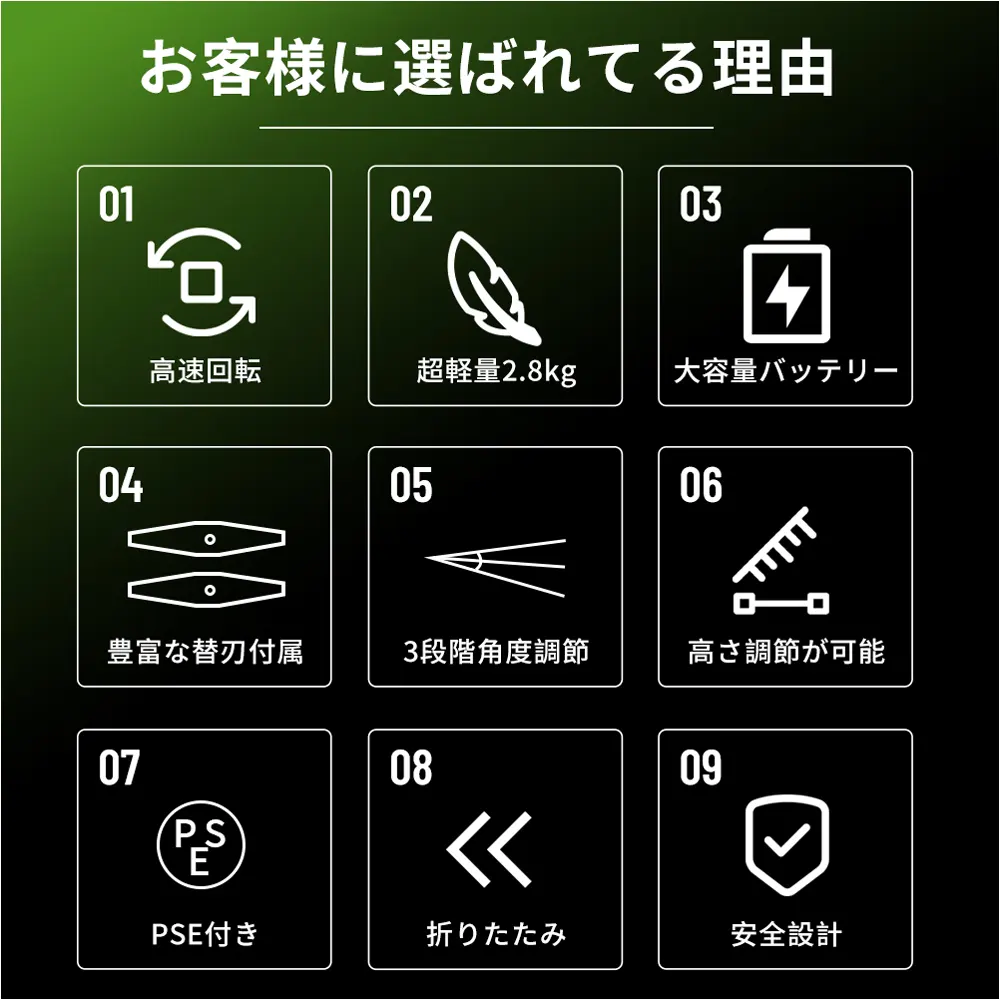 お客様に選ばれてる理由
01
高速回転
02
超軽量2.8kg
03
大容量バッテリー
04
豊富な替刃付属
05
3段階角度調節
06
高さ調節が可能
07
P S
E
PSE付き
08
折りたたみ
09
安全設計